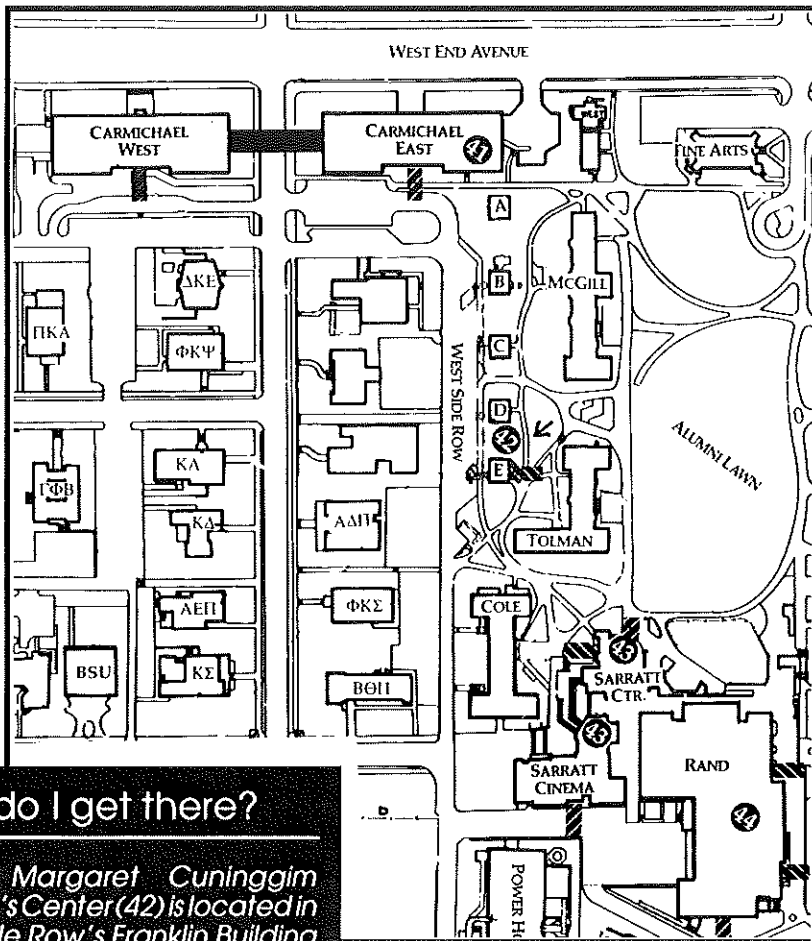 WEST END AVENUE
CARMICHAEL
WEST
CARMICHAEL
EAST
41
WEST
FINE ARTS
A
ΔΚΕ
B
MCGILL
ΠΚΑ
ΦΚΨ
C
WEST SIDE ROW
D
42
ALUMNI LAWN
ΚΑ
E
ΓΦΒ
ΚΔ
ΑΔΠ
TOLMAN
ΑΕΠ
ΦΚΣ
COLE
BSU
ΚΣ
ΒΘΠ
SARRATT
CTR.
45
SARRATT
CINEMA
RAND
44
POWER
do I get there?
Margaret Cuninggim
's Center (42) is located in
le Row's Franklin Building